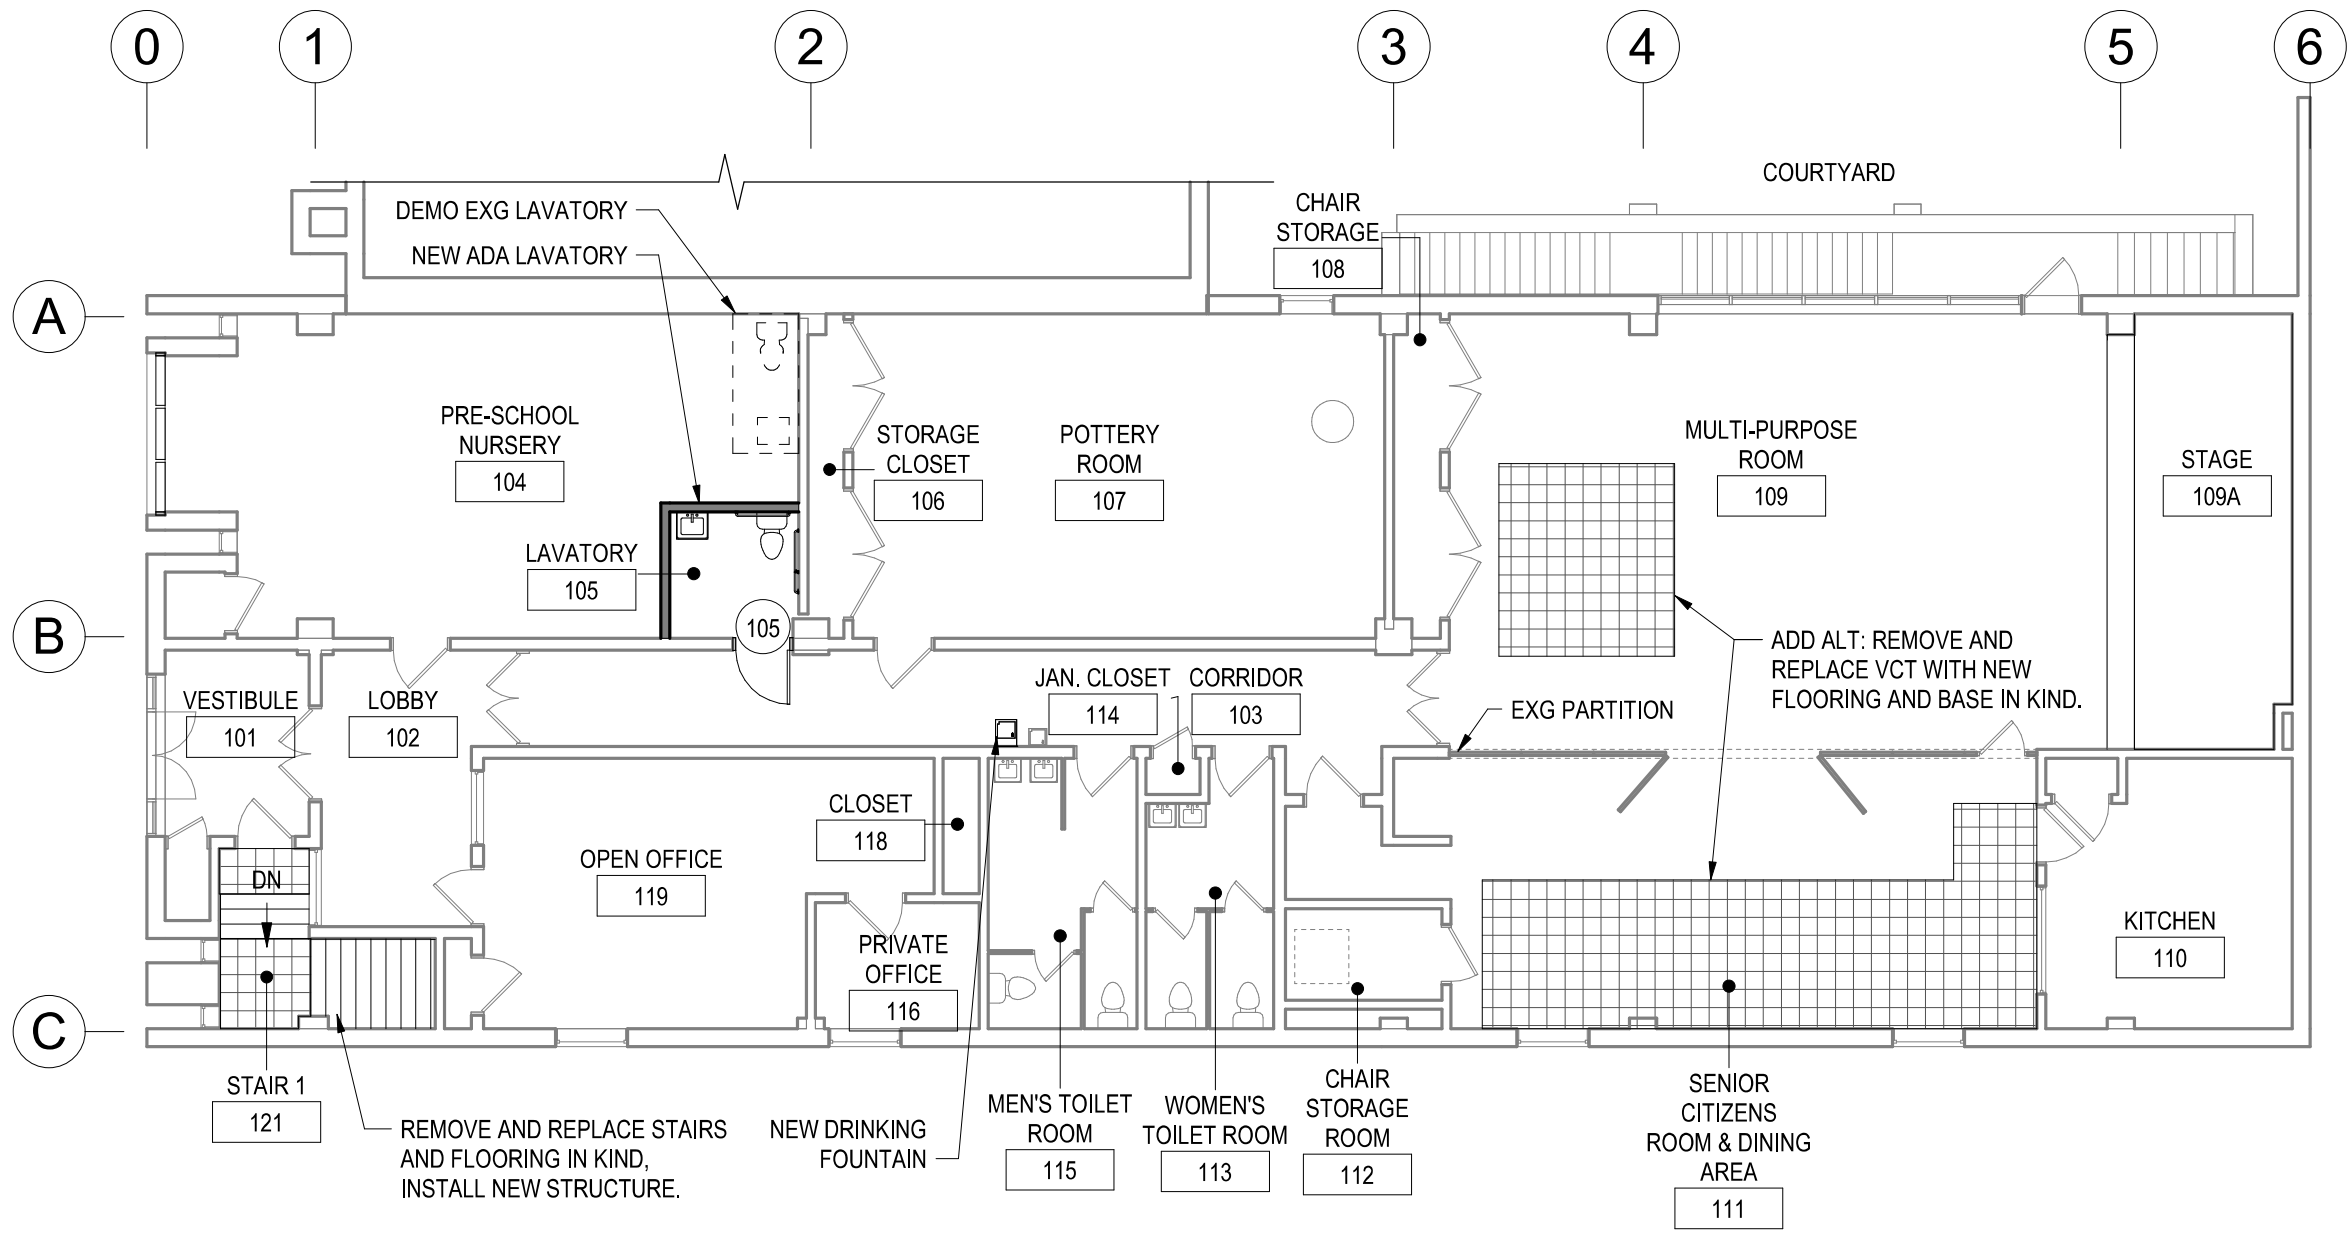 0
1
2
3
4
5
6
COURTYARD
DEMO EXG LAVATORY
NEW ADA LAVATORY
CHAIR
STORAGE
108
A
PRE-SCHOOL
NURSERY
104
STORAGE
CLOSET
106
POTTERY
ROOM
107
MULTI-PURPOSE
ROOM
109
STAGE
109A
LAVATORY
105
105
B
ADD ALT: REMOVE AND
REPLACE VCT WITH NEW
FLOORING AND BASE IN KIND.
VESTIBULE
101
LOBBY
102
JAN. CLOSET
114
CORRIDOR
103
EXG PARTITION
CLOSET
118
OPEN OFFICE
119
DN
PRIVATE
OFFICE
116
KITCHEN
110
C
STAIR 1
121
REMOVE AND REPLACE STAIRS
AND FLOORING IN KIND,
INSTALL NEW STRUCTURE.
NEW DRINKING
FOUNTAIN
MEN'S TOILET
ROOM
115
WOMEN'S
TOILET ROOM
113
CHAIR
STORAGE
ROOM
112
SENIOR
CITIZENS
ROOM & DINING
AREA
111